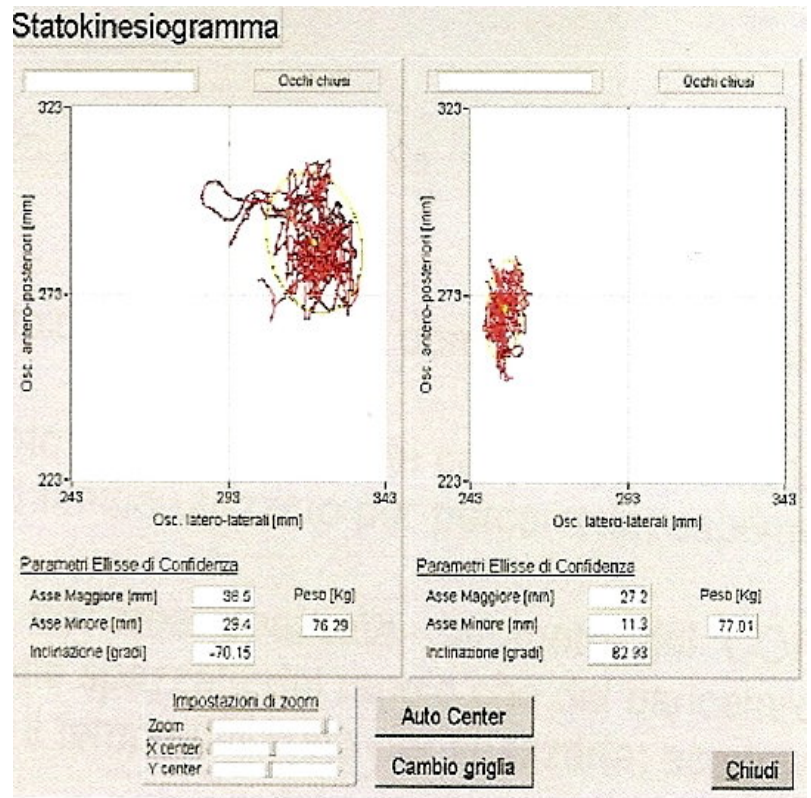 Statokinesiogramma
Occhi chiusi
323
273
223
243
293
343
Osc. antero-posteriori [mm]
Osc. latero-laterali [mm]
Parametri Ellisse di Confidenza
Asse Maggiore [mm]
Peso [Kg]
Asse Minore [mm] 29.4 76.29
Inclinazione [gradi] -70.15
Occhi chiusi
323
273
223
243
293
343
Osc. antero-posteriori [mm]
Osc. latero-laterali [mm]
Parametri Ellisse di Confidenza
Asse Maggiore [mm] 27.2 Peso [Kg]
Asse Minore [mm] 11.3 77.01
Inclinazione [gradi] 82.93
Impostazioni di zoom
Zoom
X center
Y center
Auto Center
Cambio griglia
Chiudi